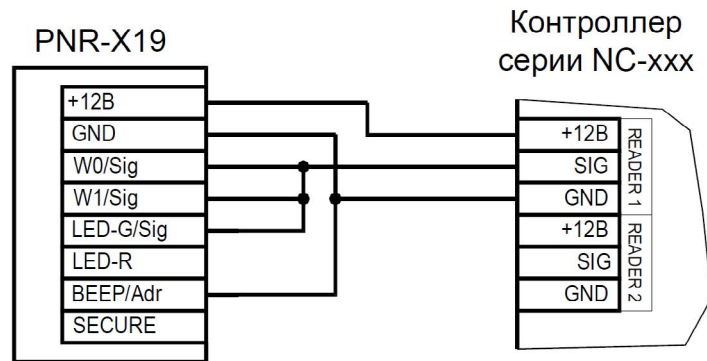 PNR-X19
+12В
GND
W0/Sig
W1/Sig
LED-G/Sig
LED-R
BEEP/Adr
SECURE
Контроллер
серии NC-xxx
+12В
SIG
GND
READER 1
+12В
SIG
GND
READER 2